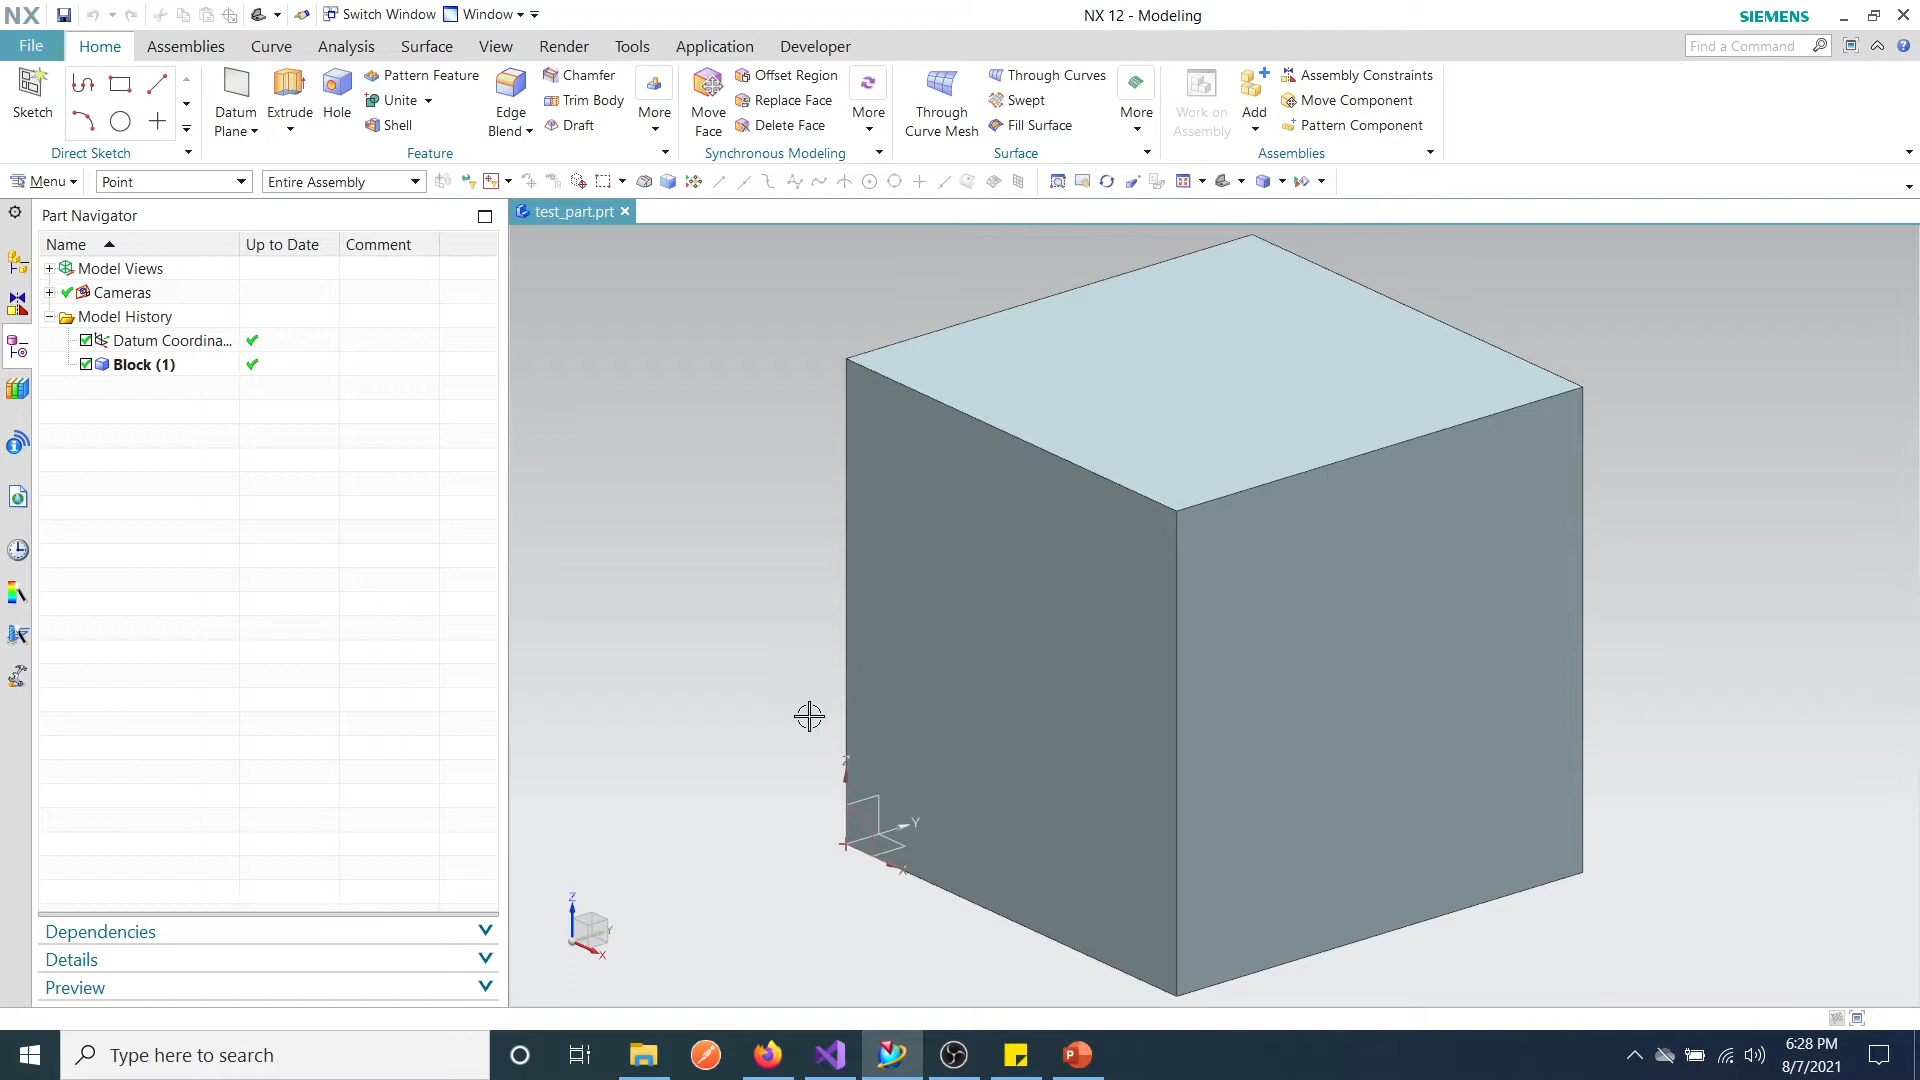 NX Switch Window Window NX 12 - Modeling SIEMENS
File Home Assemblies Curve Analysis Surface View Render Tools Application Developer Find a Command
Sketch
Direct Sketch
Datum Plane
Extrude
Hole
Pattern Feature
Unite
Shell
Edge Blend
Chamfer
Trim Body
Draft
More
Feature
Move Face
Offset Region
Replace Face
Delete Face
More
Synchronous Modeling
Through Curve Mesh
Through Curves
Swept
Fill Surface
More
Surface
Work on Assembly
Add
Assembly Constraints
Move Component
Pattern Component
Assemblies
Menu Point Entire Assembly
Part Navigator
test_part.prt
Name Up to Date Comment
Model Views
Cameras
Model History
Datum Coordina...
Block (1)
Z
Y
X
Z
Y
X
Dependencies
Details
Preview
Type here to search
6:28 PM
8/7/2021